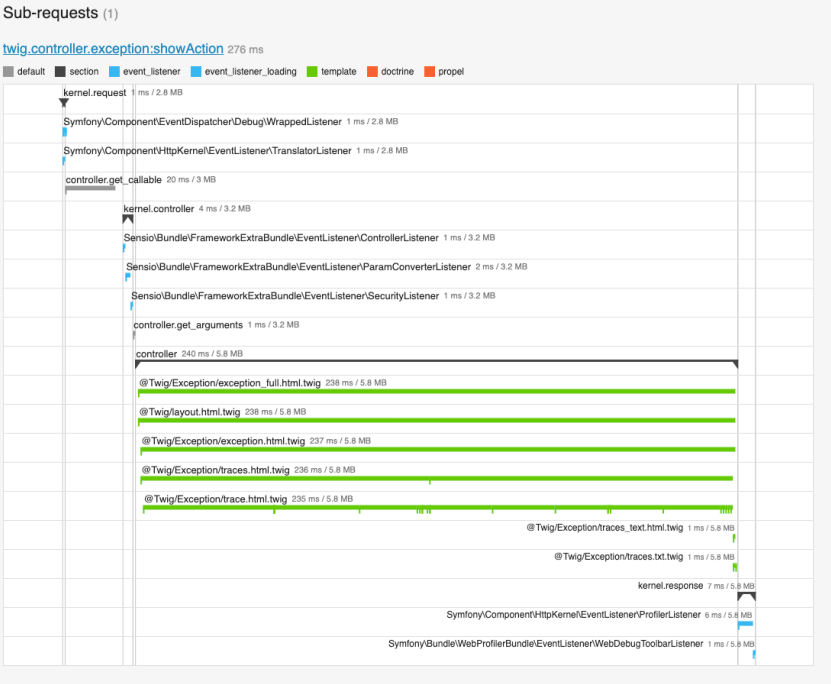 Sub-requests (1)
twig.controller.exception:showAction 276 ms
default section event_listener event_listener_loading template doctrine propel
kernel.request 1 ms / 2.8 MB
Symfony\Component\EventDispatcher\Debug\WrappedListener 1 ms / 2.8 MB
Symfony\Component\HttpKernel\EventListener\TranslatorListener 1 ms / 2.8 MB
controller.get_callable 20 ms / 3 MB
kernel.controller 4 ms / 3.2 MB
Sensio\Bundle\FrameworkExtraBundle\EventListener\ControllerListener 1 ms / 3.2 MB
Sensio\Bundle\FrameworkExtraBundle\EventListener\ParamConverterListener 2 ms / 3.2 MB
Sensio\Bundle\FrameworkExtraBundle\EventListener\SecurityListener 1 ms / 3.2 MB
controller.get_arguments 1 ms / 3.2 MB
controller 240 ms / 5.8 MB
@Twig/Exception/exception_full.html.twig 238 ms / 5.8 MB
@Twig/layout.html.twig 238 ms / 5.8 MB
@Twig/Exception/exception.html.twig 237 ms / 5.8 MB
@Twig/Exception/traces.html.twig 236 ms / 5.8 MB
@Twig/Exception/trace.html.twig 235 ms / 5.8 MB
@Twig/Exception/traces_text.html.twig 1 ms / 5.8 MB
@Twig/Exception/traces.txt.twig 1 ms / 5.8 MB
kernel.response 7 ms / 5.8 MB
Symfony\Component\HttpKernel\EventListener\ProfilerListener 6 ms / 5.8 MB
Symfony\Bundle\WebProfilerBundle\EventListener\WebDebugToolbarListener 1 ms / 5.8 MB